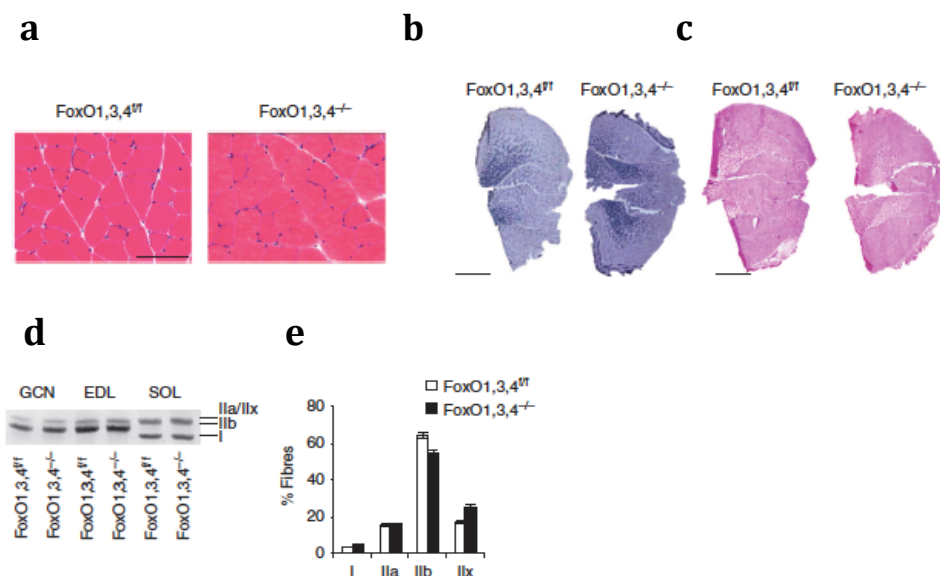 a
FoxO1,3,4f/f
FoxO1,3,4–/–
b
FoxO1,3,4f/f
FoxO1,3,4–/–
c
FoxO1,3,4f/f
FoxO1,3,4–/–
d
GCN EDL SOL
IIa/IIx
IIb
I
FoxO1,3,4f/f
FoxO1,3,4–/–
FoxO1,3,4f/f
FoxO1,3,4–/–
FoxO1,3,4f/f
FoxO1,3,4–/–
e
FoxO1,3,4f/f
FoxO1,3,4–/–
% Fibres
80
60
40
20
0
I IIa IIb IIx